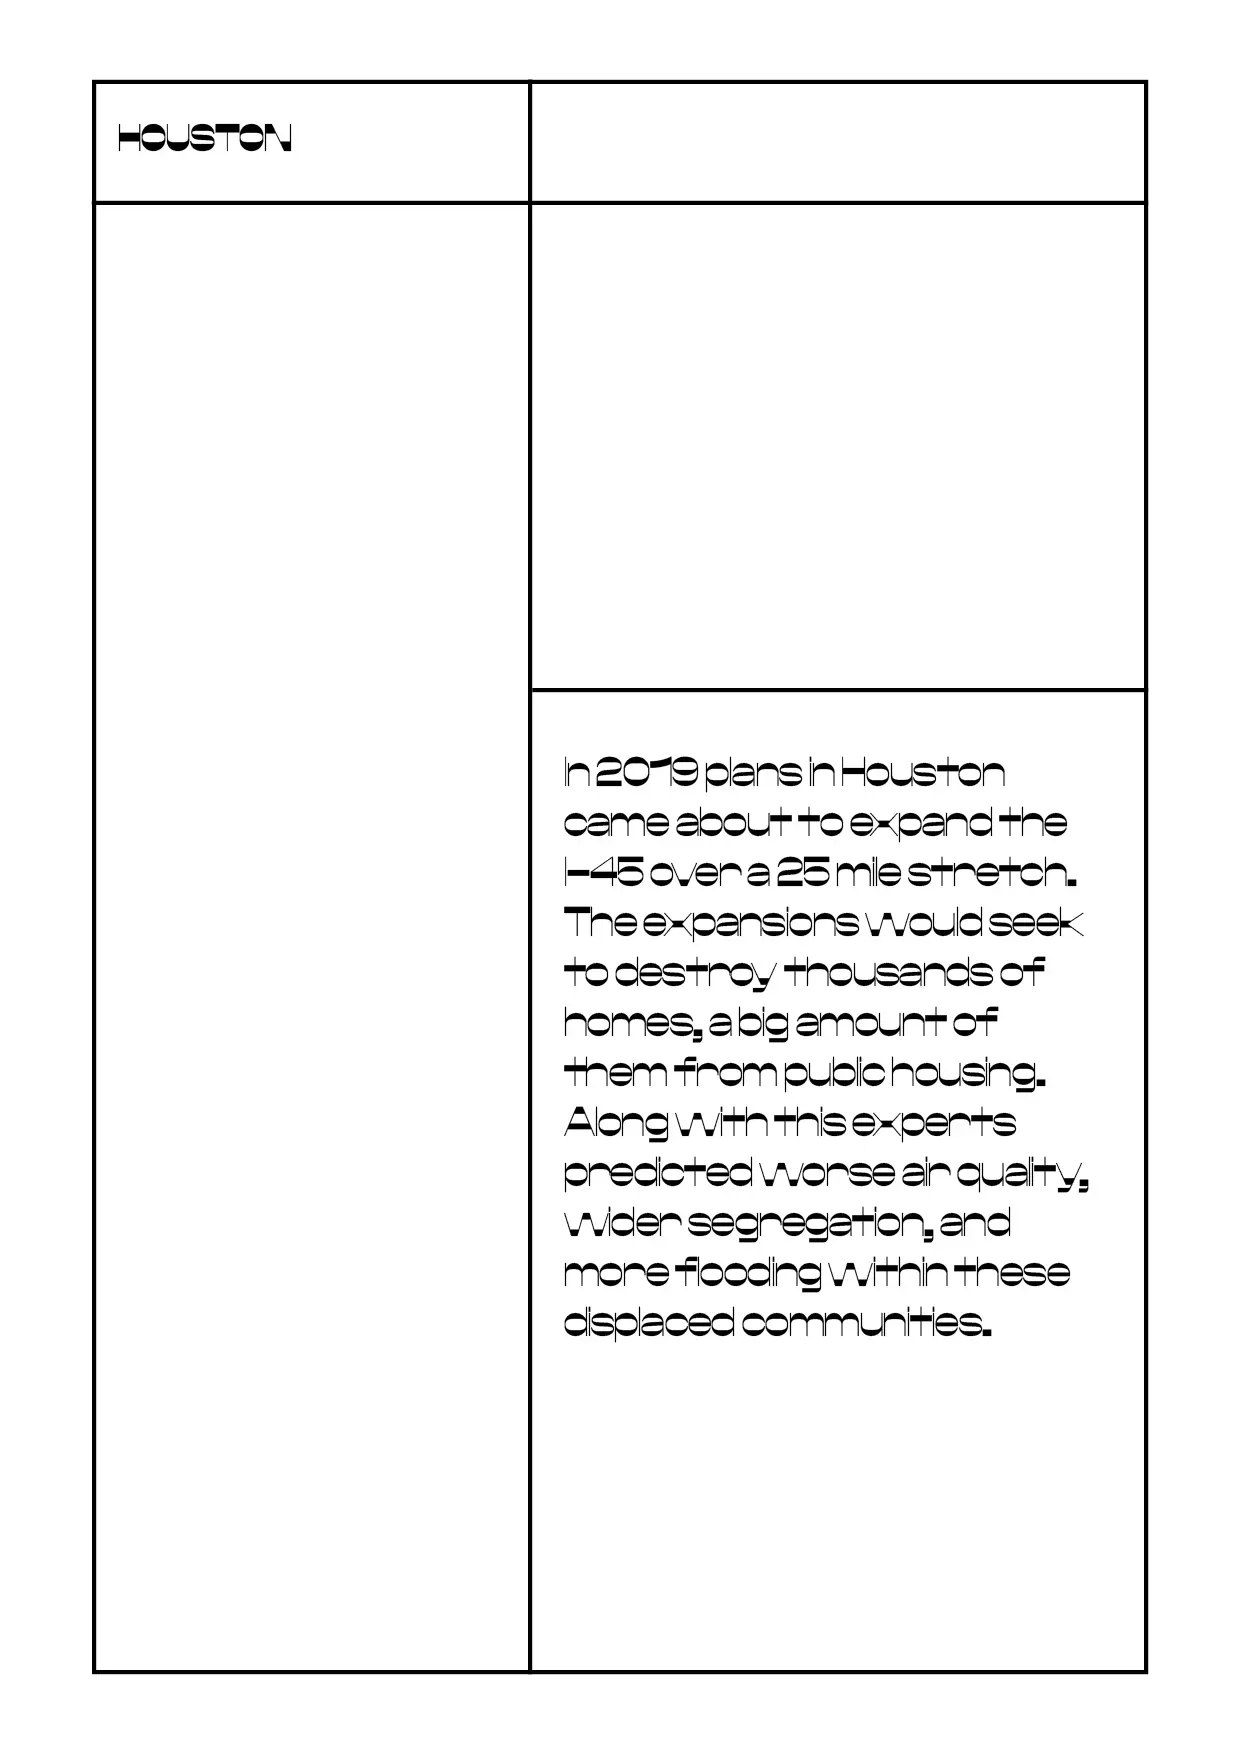 HOUSTON
In 2019 plans in Houston
came about to expand the
I-45 over a 25 mile stretch.
The expansions would seek
to destroy thousands of
homes, a big amount of
them from public housing.
Along with this experts
predicted worse air quality,
wider segregation, and
more flooding within these
displaced communities.